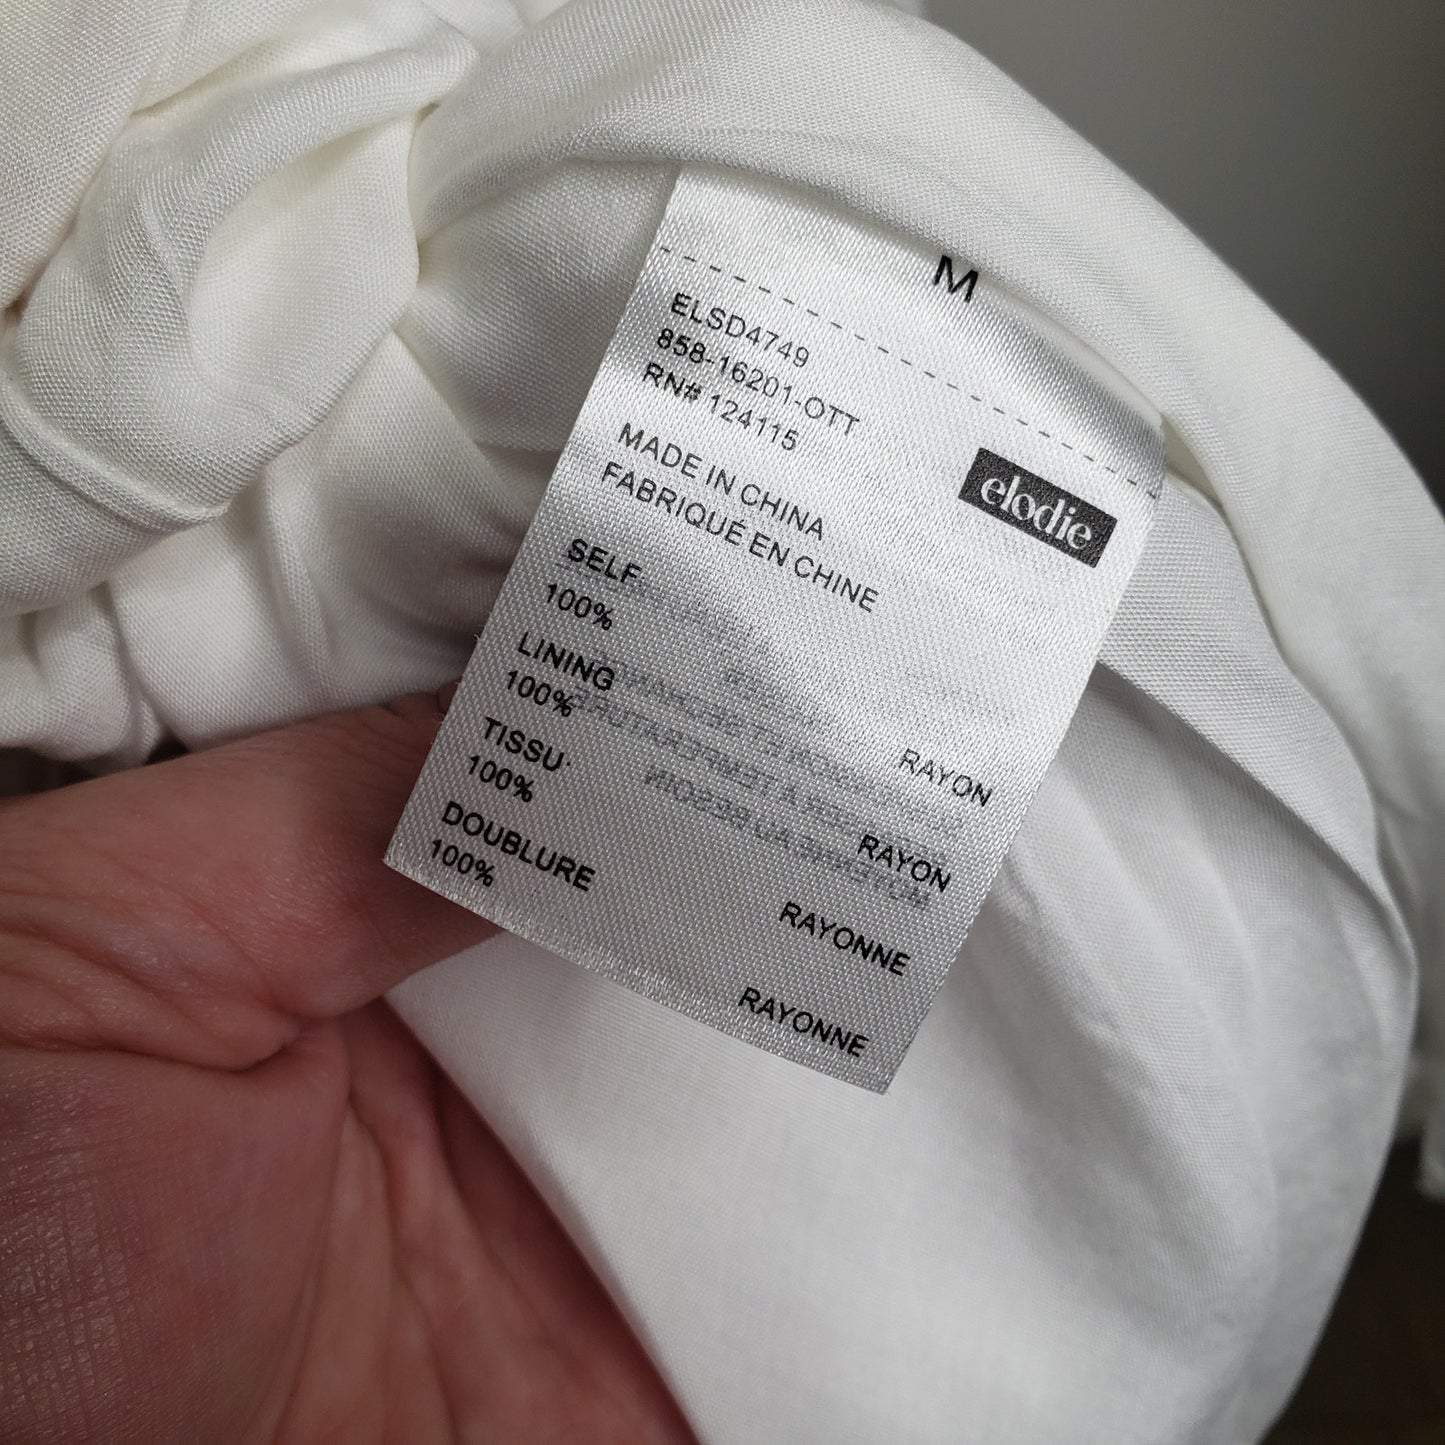 M
ELSD4749
858-16201-OTT
RN# 124115
elodie
MADE IN CHINA
FABRIQUÉ EN CHINE
SELF
100% RAYON
LINING
100% RAYON
TISSU
100% RAYONNE
DOUBLURE
100% RAYONNE